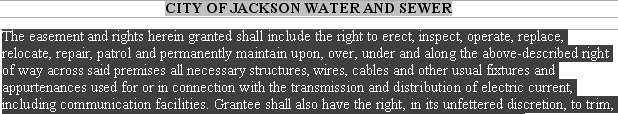 CITY OF JACKSON WATER AND SEWER
The easement and rights herein granted shall include the right to erect, inspect, operate, replace,
relocate, repair, patrol and permanently maintain upon, over, under and along the above-described right
of way across said premises all necessary structures, wires, cables and other usual fixtures and
appurtenances used for or in connection with the transmission and distribution of electric current,
including communication facilities. Grantee shall also have the right, in its unfettered discretion, to trim,